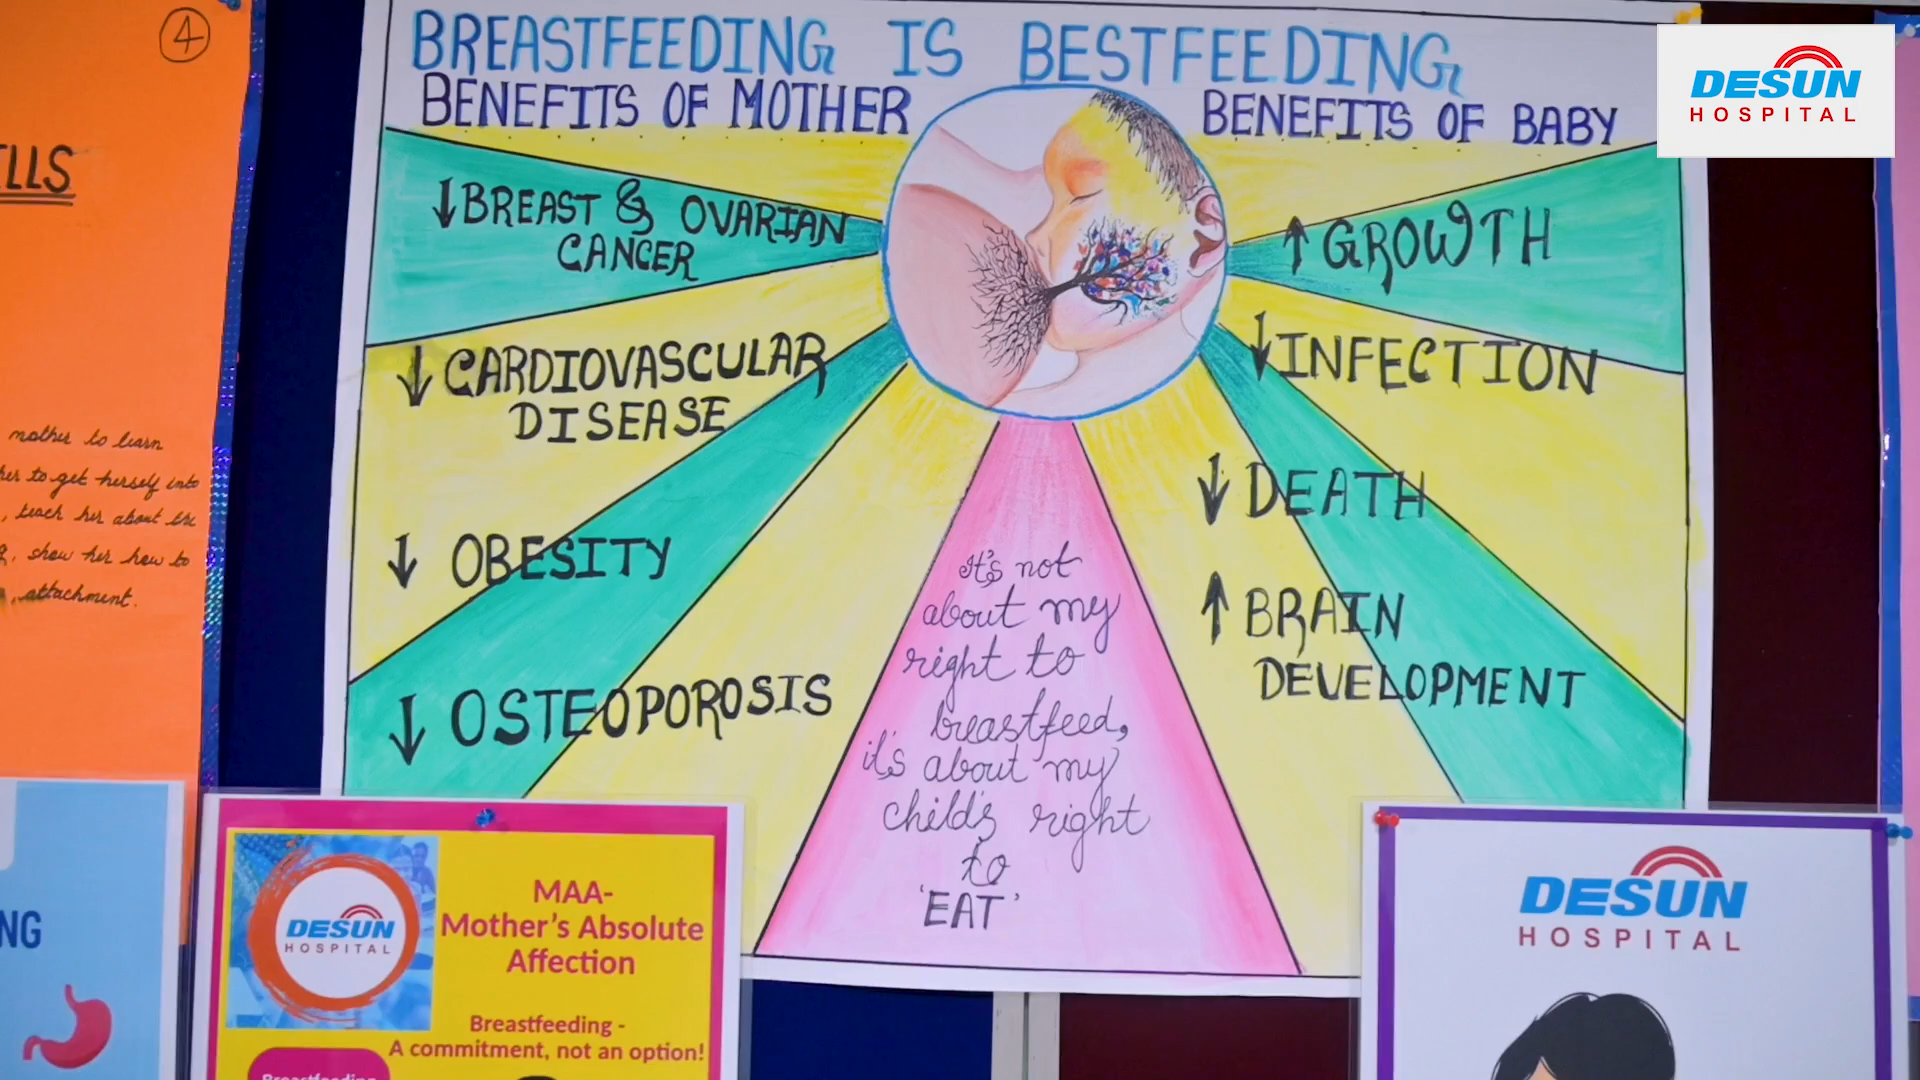 4
LLS
mother to learn
her to get herself into
, teach her about the
, show her how to
, attachment.
BREASTFEEDING IS BESTFEEDING
BENEFITS OF MOTHER
↓ BREAST & OVARIAN
CANCER
↓ CARDIOVASCULAR
DISEASE
↓ OBESITY
↓ OSTEOPOROSIS
BENEFITS OF BABY
↑ GROWTH
↓ INFECTION
↓ DEATH
↑ BRAIN
DEVELOPMENT
It's not
about my
right to
breastfeed,
it's about my
child's right
to
'EAT'
DESUN
HOSPITAL
NG
DESUN
HOSPITAL
MAA-
Mother's Absolute
Affection
Breastfeeding -
A commitment, not an option!
Breastfeeding
DESUN
HOSPITAL